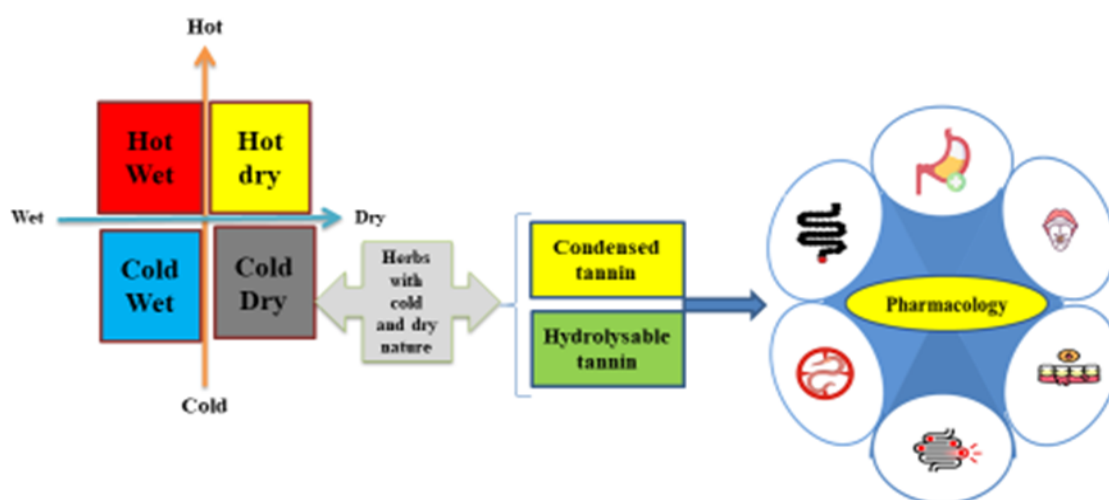 Hot
Hot
Wet
Hot
dry
Wet
Dry
Cold
Wet
Cold
Dry
Cold
Herbs
with
cold
and dry
nature
Condensed
tannin
Hydrolysable
tannin
Pharmacology